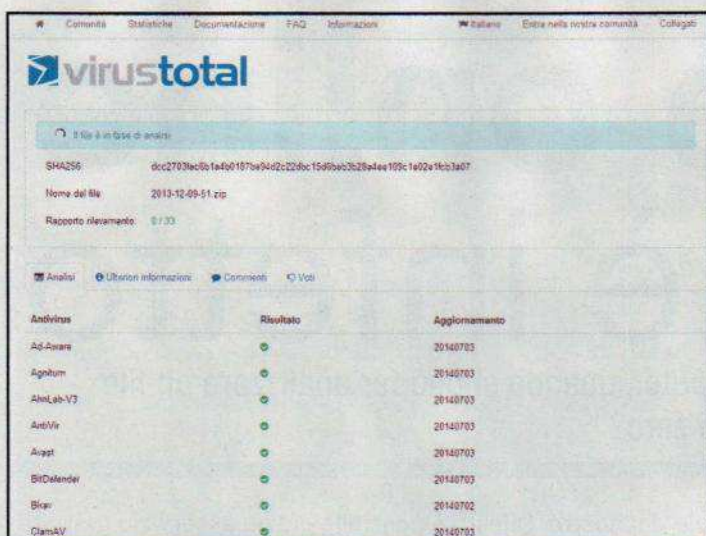 Comunità Statistiche Documentazione FAQ Informazioni Italiano Entra nella nostra comunità Collegati
virustotal
Il file è in fase di analisi
SHA256
Nome del file 2013-12-09-51.zip
Rapporto rilevamento: 0 / 33
Analisi Ulteriori informazioni Commenti Voti
Antivirus Risultato Aggiornamento
Ad-Aware 20140703
Agnitum 20140703
AhnLab-V3 20140703
AntiVir 20140703
Avast 20140703
BitDefender 20140703
Bkav 20140702
ClamAV 20140703